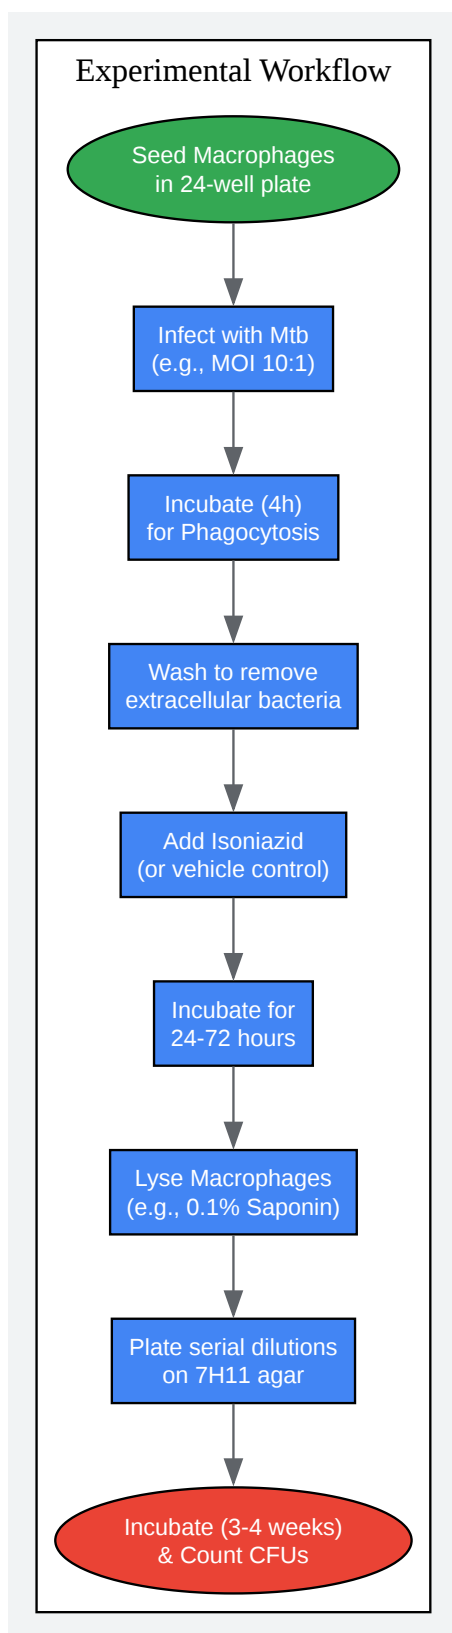 Experimental Workflow
Seed Macrophages
in 24-well plate
Infect with Mtb
(e.g., MOI 10:1)
Incubate (4h)
for Phagocytosis
Wash to remove
extracellular bacteria
Add Isoniazid
(or vehicle control)
Incubate for
24-72 hours
Lyse Macrophages
(e.g., 0.1% Saponin)
Plate serial dilutions
on 7H11 agar
Incubate (3-4 weeks)
& Count CFUs